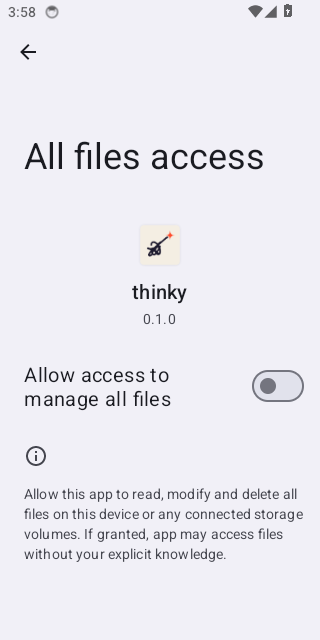 3:58
All files access
thinky
0.1.0
Allow access to
manage all files
Allow this app to read, modify and delete all
files on this device or any connected storage
volumes. If granted, app may access files
without your explicit knowledge.